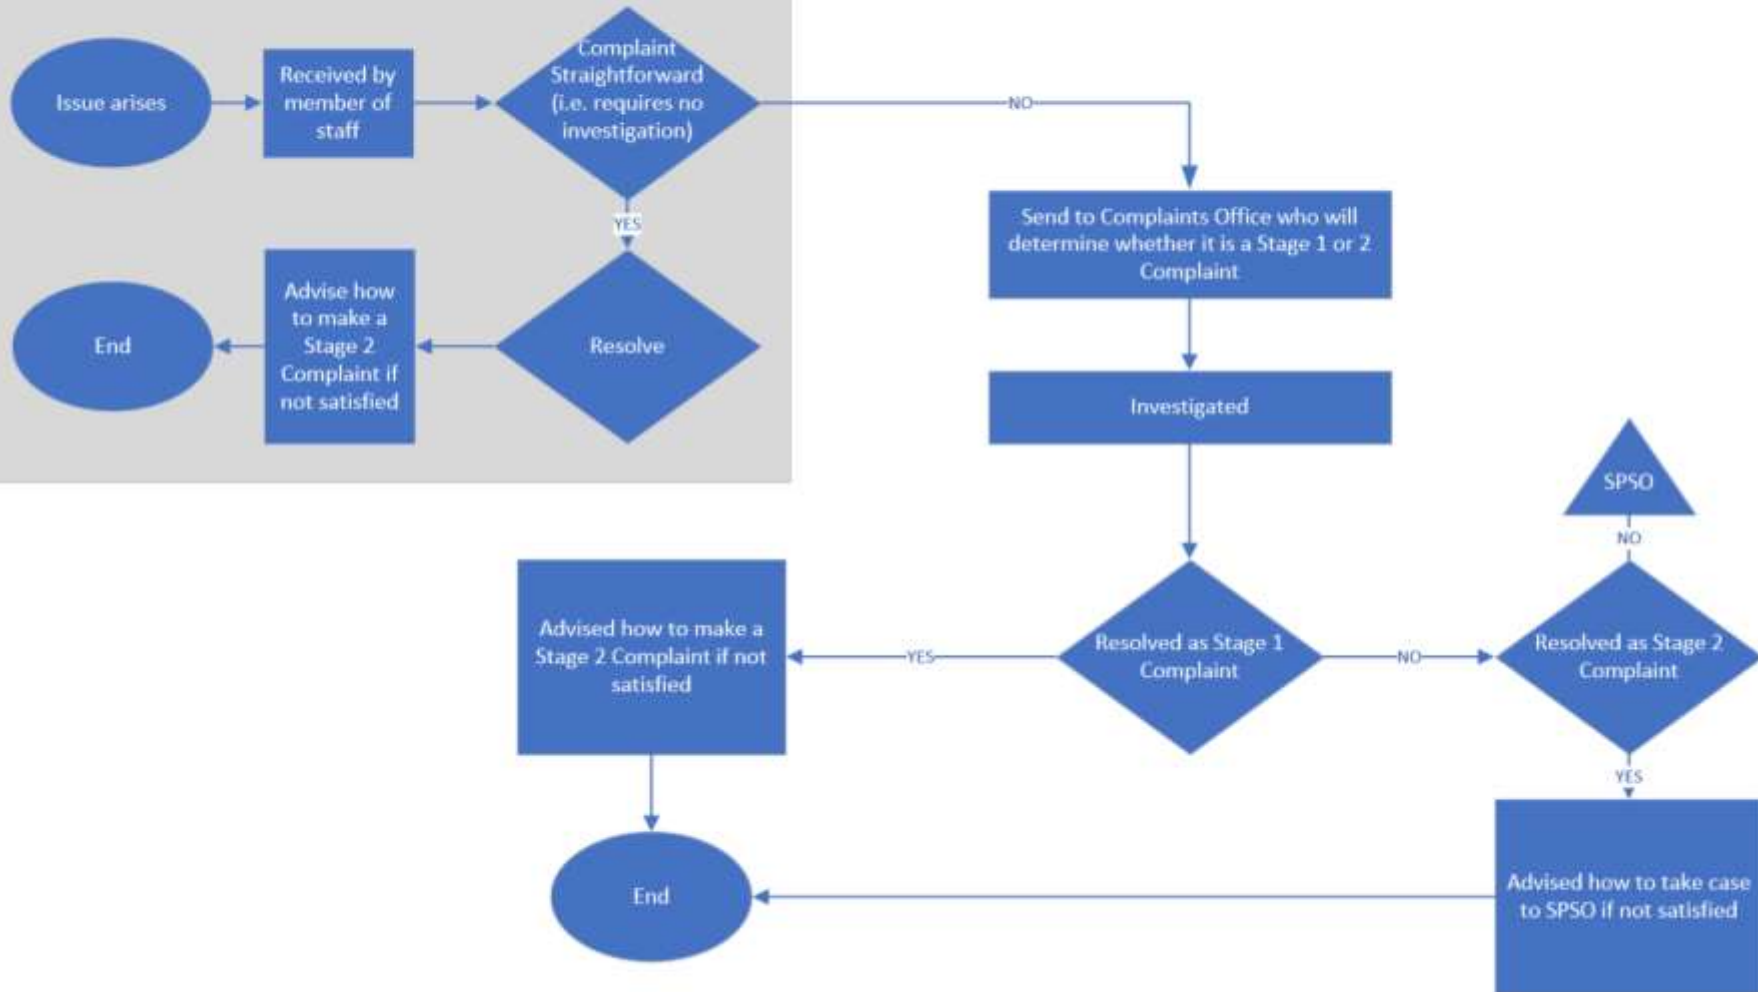 Issue arises
Received by
member of
staff
Complaint
Straightforward
(i.e. requires no
investigation)
NO
YES
Send to Complaints Office who will
determine whether it is a Stage 1 or 2
Complaint
End
Advise how
to make a
Stage 2
Complaint if
not satisfied
Resolve
Investigated
SPSO
NO
Advised how to make a
Stage 2 Complaint if not
satisfied
YES
Resolved as Stage 1
Complaint
NO
Resolved as Stage 2
Complaint
YES
End
Advised how to take case
to SPSO if not satisfied